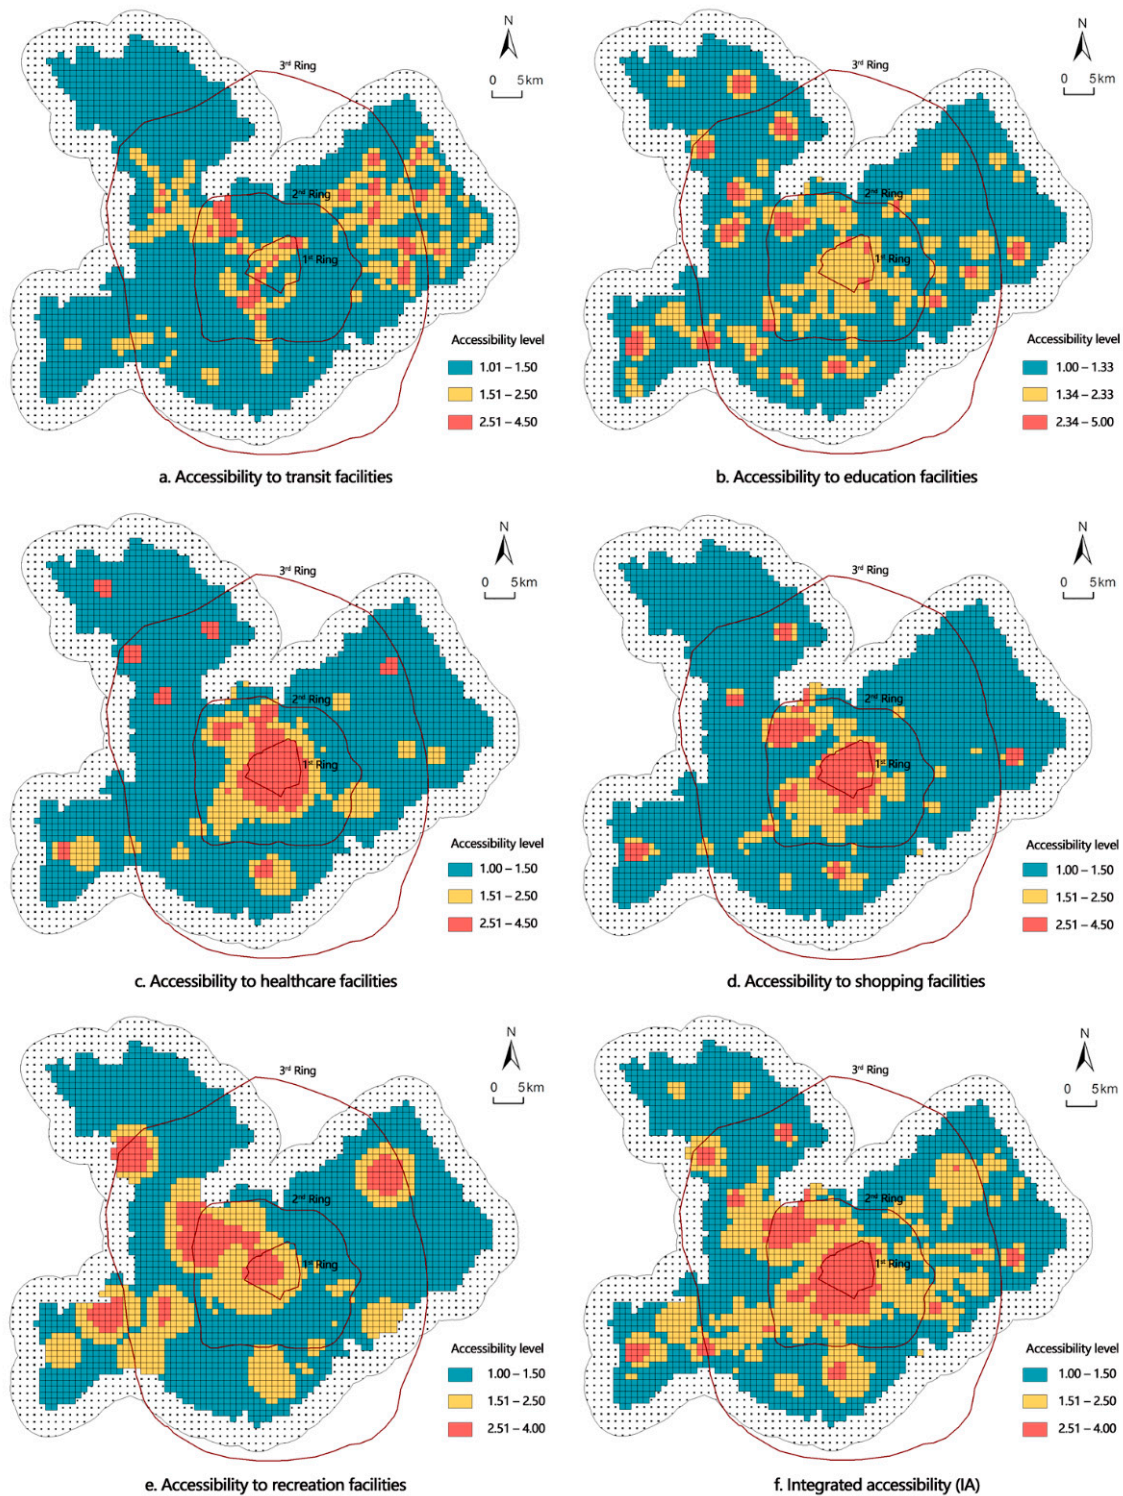 N
3rd Ring
0 5km
2nd Ring
1st Ring
Accessibility level
1.01 – 1.50
1.51 – 2.50
2.51 – 4.50
a. Accessibility to transit facilities
N
3rd Ring
0 5km
2nd Ring
1st Ring
Accessibility level
1.00 – 1.33
1.34 – 2.33
2.34 – 5.00
b. Accessibility to education facilities
N
3rd Ring
0 5km
2nd Ring
1st Ring
Accessibility level
1.00 – 1.50
1.51 – 2.50
2.51 – 4.50
c. Accessibility to healthcare facilities
N
3rd Ring
0 5km
2nd Ring
1st Ring
Accessibility level
1.00 – 1.50
1.51 – 2.50
2.51 – 4.50
d. Accessibility to shopping facilities
N
3rd Ring
0 5km
2nd Ring
1st Ring
Accessibility level
1.00 – 1.50
1.51 – 2.50
2.51 – 4.00
e. Accessibility to recreation facilities
N
3rd Ring
0 5km
2nd Ring
1st Ring
Accessibility level
1.00 – 1.50
1.51 – 2.50
2.51 – 4.00
f. Integrated accessibility (IA)